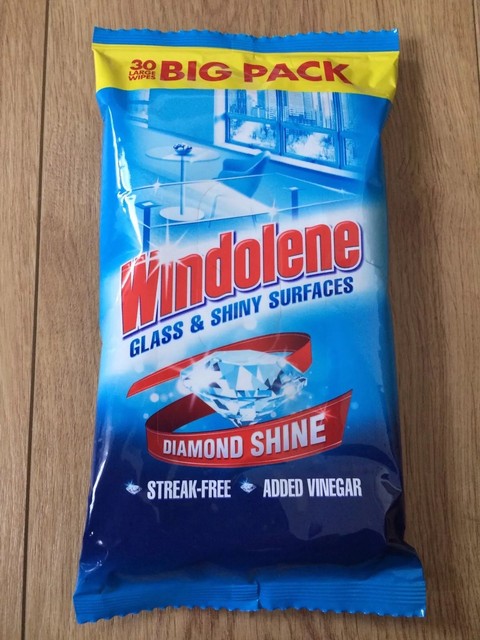 30 LARGE WIPES BIG PACK
Windolene
GLASS & SHINY SURFACES
DIAMOND SHINE
STREAK-FREE ADDED VINEGAR